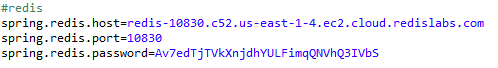 #redis
spring.redis.host=redis-10830.c52.us-east-1-4.ec2.cloud.redislabs.com
spring.redis.port=10830
spring.redis.password=Av7edTjTVkXnjdhYULFimqQNVhQ3IVbS